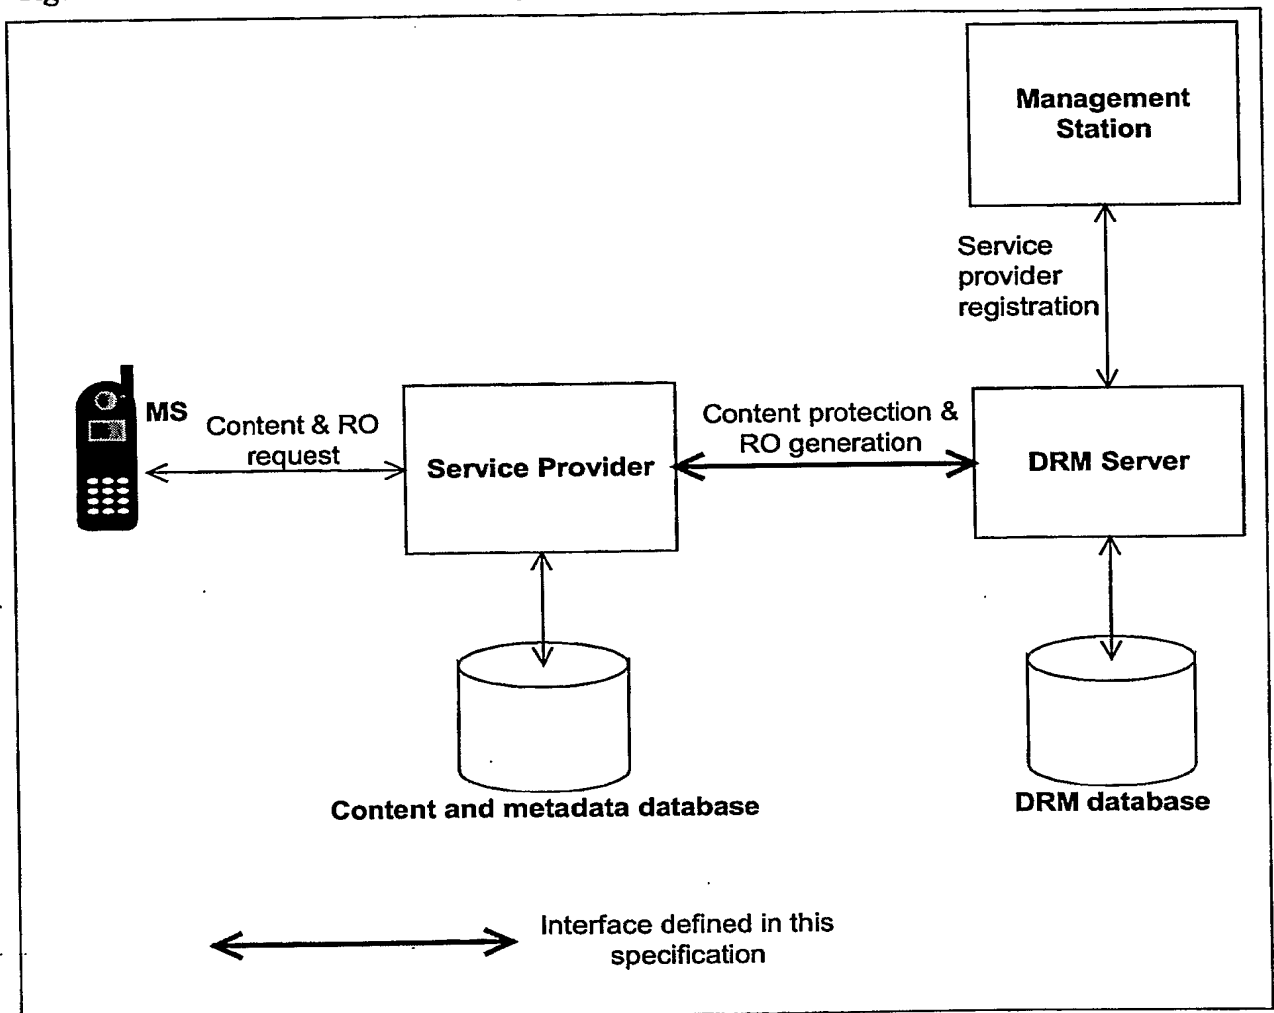 Management
Station
Service
provider
registration
MS
Content & RO
request
Service Provider
Content protection &
RO generation
DRM Server
Content and metadata database
DRM database
Interface defined in this
specification